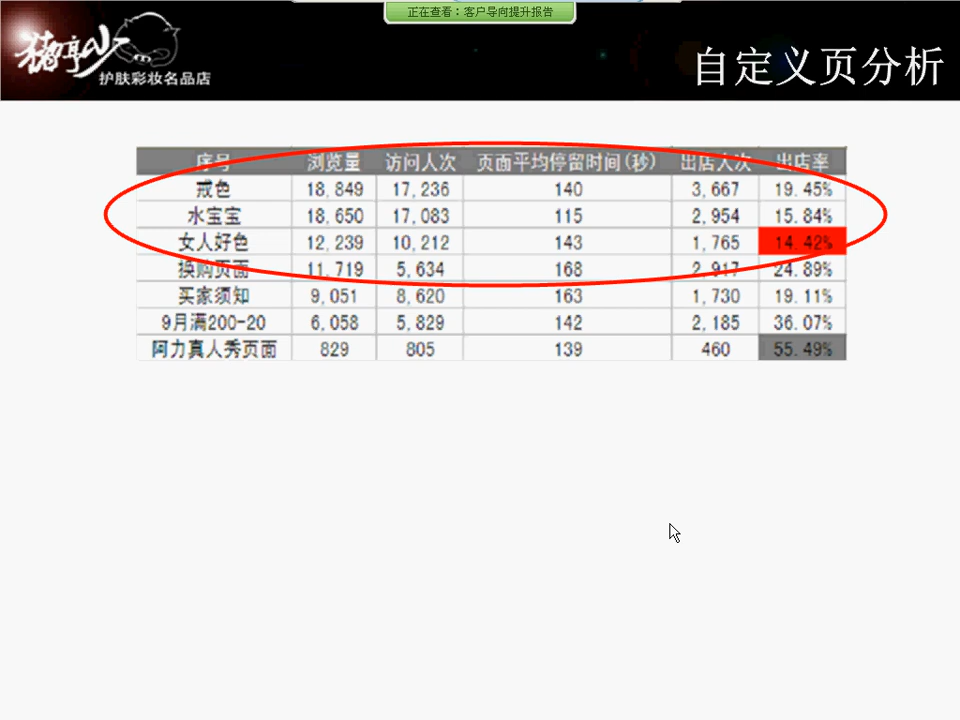 正在查看：客户导向提升报告
护肤彩妆名品店
自定义页分析
序号 浏览量 访问人次 页面平均停留时间(秒) 出店人次 出店率
戒色 18,849 17,236 140 3,667 19.45%
水宝宝 18,650 17,083 115 2,954 15.84%
女人好色 12,239 10,212 143 1,765 14.42%
换购页面 11,719 5,634 168 2,917 24.89%
买家须知 9,051 8,620 163 1,730 19.11%
9月满200-20 6,058 5,829 142 2,185 36.07%
阿力真人秀页面 829 805 139 460 55.49%